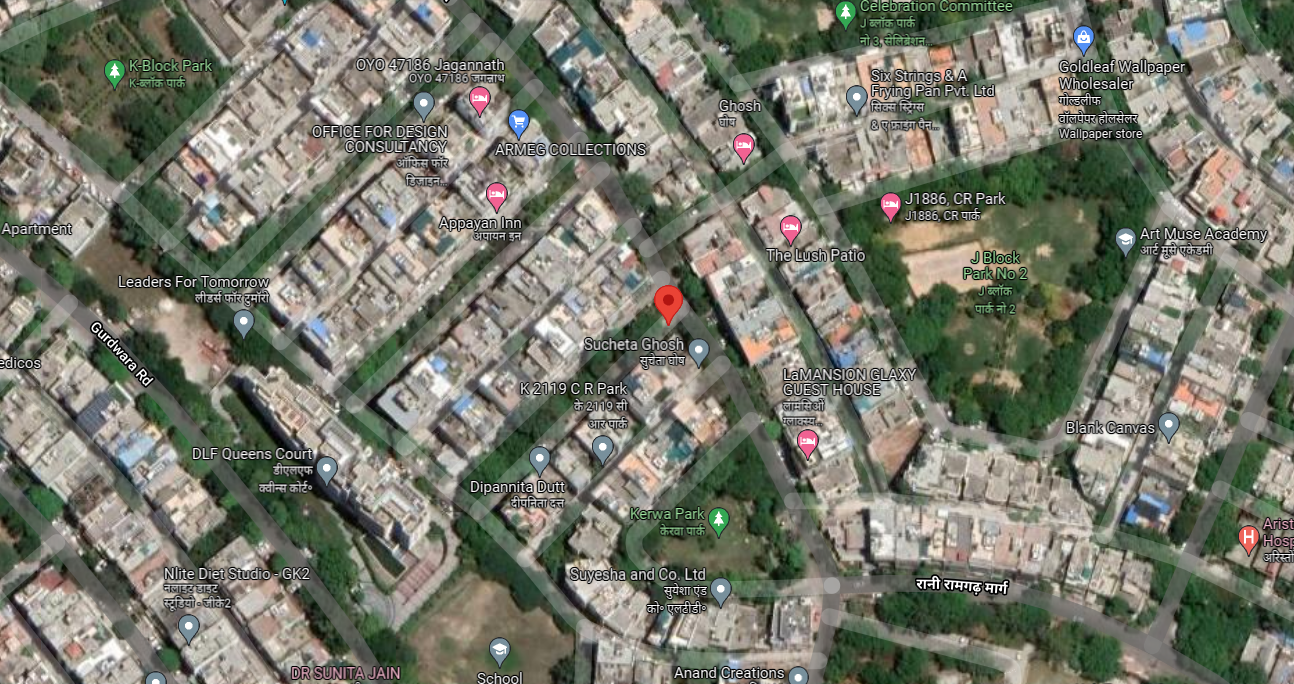 Celebration Committee
J ब्लॉक पार्क
नो 3, सेलिब्रेशन...
K-Block Park
K-ब्लॉक पार्क
OYO 47186 Jagannath
OYO 47186 जगन्नाथ
Goldleaf Wallpaper
Wholesaler
गोल्डलीफ
वॉलपेपर होलसेलर
Wallpaper store
Six Strings & A
Frying Pan Pvt. Ltd
सिक्स स्ट्रिंग्स
& ए फ्राइंग पैन...
Ghosh
घोष
OFFICE FOR DESIGN
CONSULTANCY
ऑफिस फॉर
डिजाइन...
ARMEG COLLECTIONS
Appayan Inn
अपायन इन
J1886, CR Park
J1886, CR पार्क
Apartment
The Lush Patio
Art Muse Academy
आर्ट मूसे एकेडमी
J Block
Park No 2
J ब्लॉक
पार्क नो 2
Leaders For Tomorrow
लीडर्स फॉर टुमॉरो
Gurdwara Rd
edicos
Sucheta Ghosh
सुचेता घोष
K 2119 C R Park
के 2119 सी
आर पार्क
LaMANSION GLAXY
GUEST HOUSE
लामंसिओं
ग्लाक्स्य...
Blank Canvas
DLF Queens Court
डीएलएफ
क्वीन्स कोर्ट॰
Dipannita Dutt
दीपनिता दत्त
Kerwa Park
केरवा पार्क
Arist
Hosp
अरिस्टो
Nlite Diet Studio - GK2
नलाइट डाइट
स्टूडियो - जीके2
Suyesha and Co. Ltd
सुयेशा एंड
को॰ एलटीडी॰
रानी रामगढ़ मार्ग
DR SUNITA JAIN
School
Anand Creations